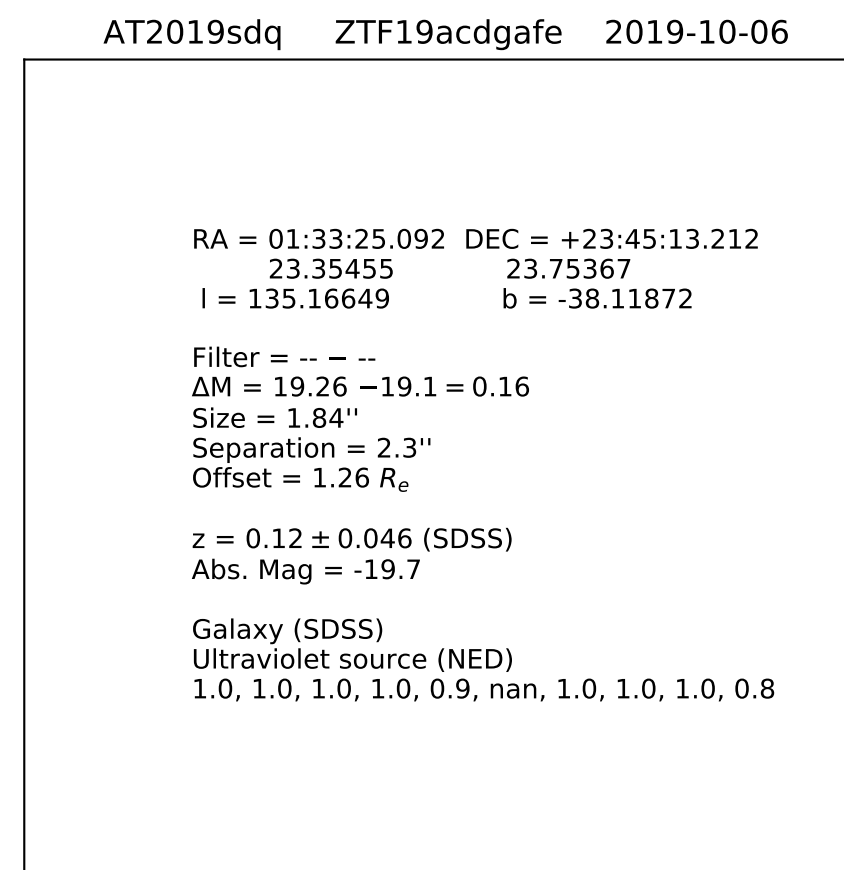 AT2019sdq ZTF19acdgafe 2019-10-06
RA = 01:33:25.092 DEC = +23:45:13.212
23.35455 23.75367
l = 135.16649 b = -38.11872
Filter = -- − --
ΔM = 19.26 −19.1 = 0.16
Size = 1.84''
Separation = 2.3''
Offset = 1.26 Re
z = 0.12 ± 0.046 (SDSS)
Abs. Mag = -19.7
Galaxy (SDSS)
Ultraviolet source (NED)
1.0, 1.0, 1.0, 1.0, 0.9, nan, 1.0, 1.0, 1.0, 0.8